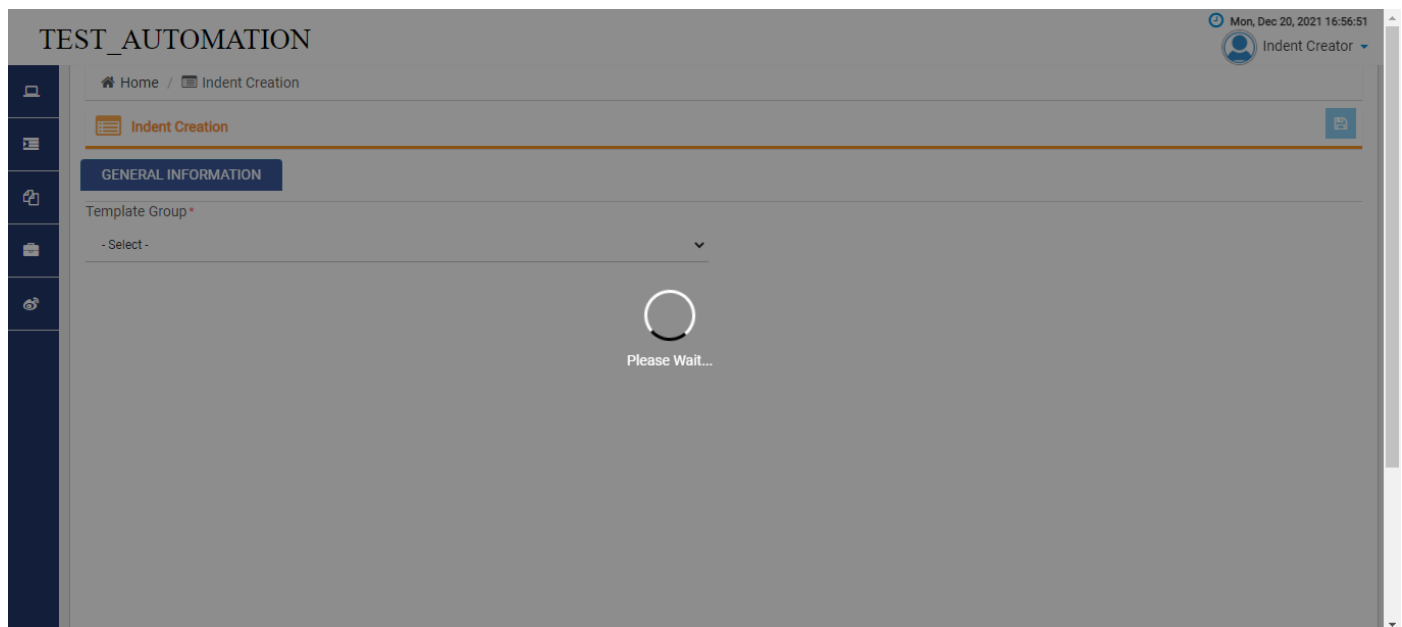 TEST_AUTOMATION
Mon, Dec 20, 2021 16:56:51
Indent Creator
Home / Indent Creation
Indent Creation
GENERAL INFORMATION
Template Group*
- Select -
Please Wait...